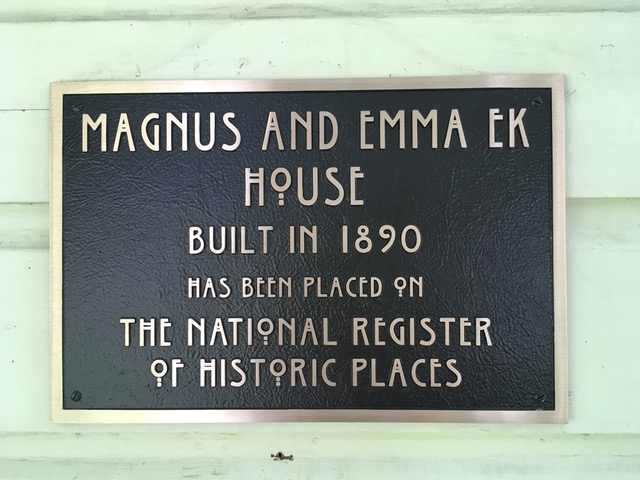 MAGNUS AND EMMA EK
HOUSE
BUILT IN 1890
HAS BEEN PLACED ON
THE NATIONAL REGISTER
OF HISTORIC PLACES